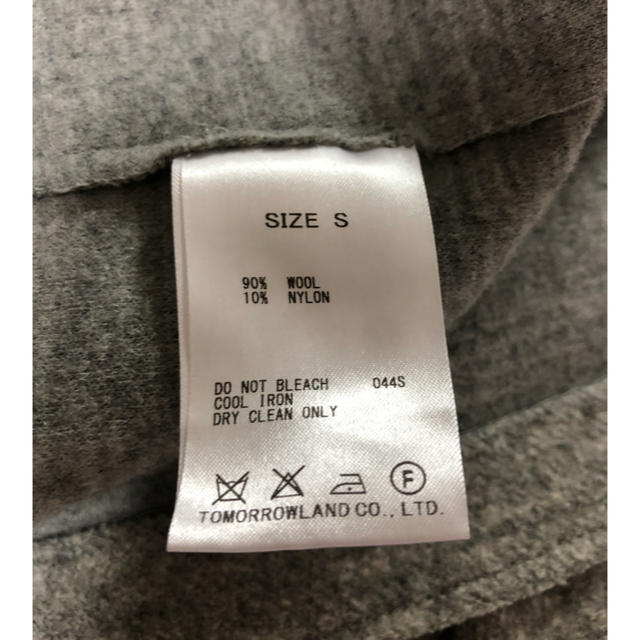 SIZE S
90% WOOL
10% NYLON
DO NOT BLEACH 044S
COOL IRON
DRY CLEAN ONLY
F
TOMORROWLAND CO., LTD.